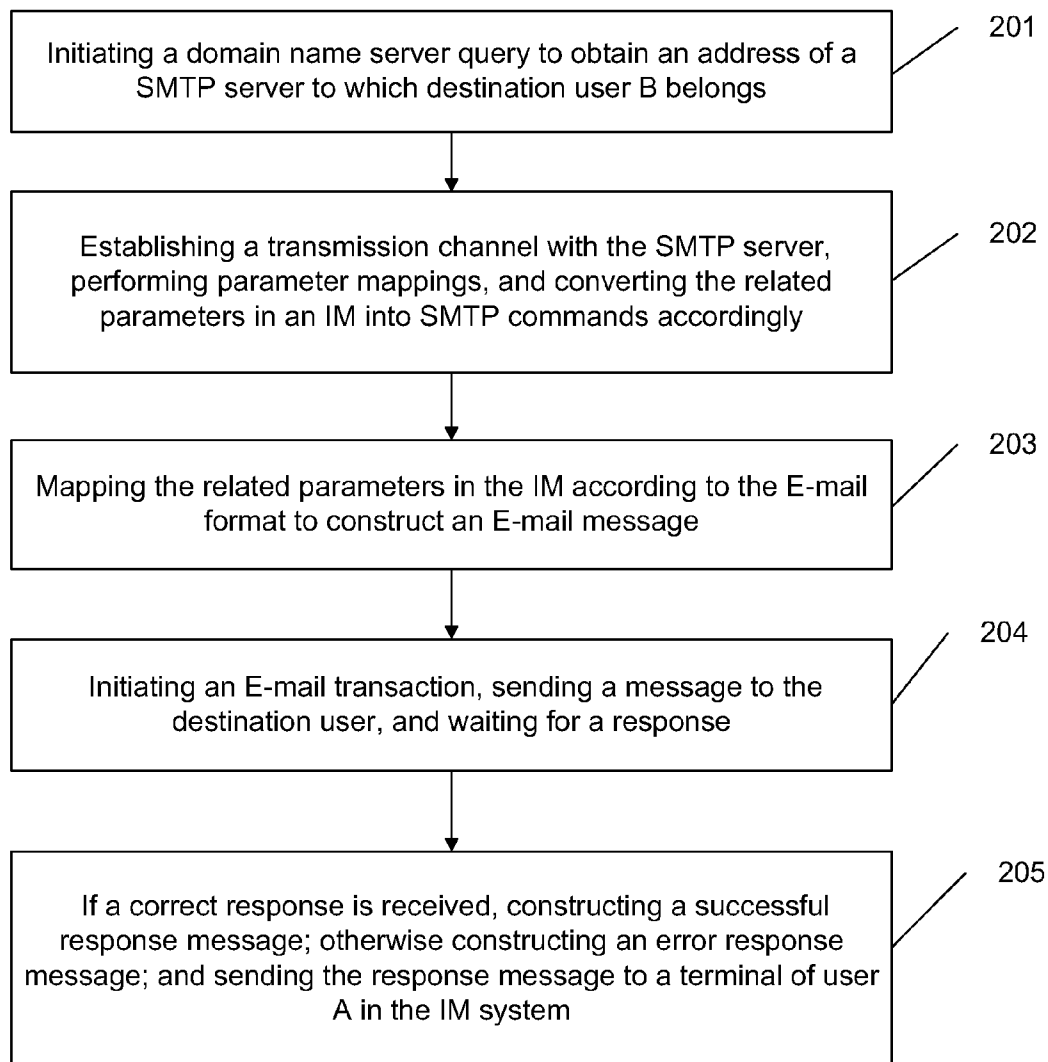 Initiating a domain name server query to obtain an address of a
SMTP server to which destination user B belongs
201
Establishing a transmission channel with the SMTP server,
performing parameter mappings, and converting the related
parameters in an IM into SMTP commands accordingly
202
Mapping the related parameters in the IM according to the E-mail
format to construct an E-mail message
203
Initiating an E-mail transaction, sending a message to the
destination user, and waiting for a response
204
If a correct response is received, constructing a successful
response message; otherwise constructing an error response
message; and sending the response message to a terminal of user
A in the IM system
205